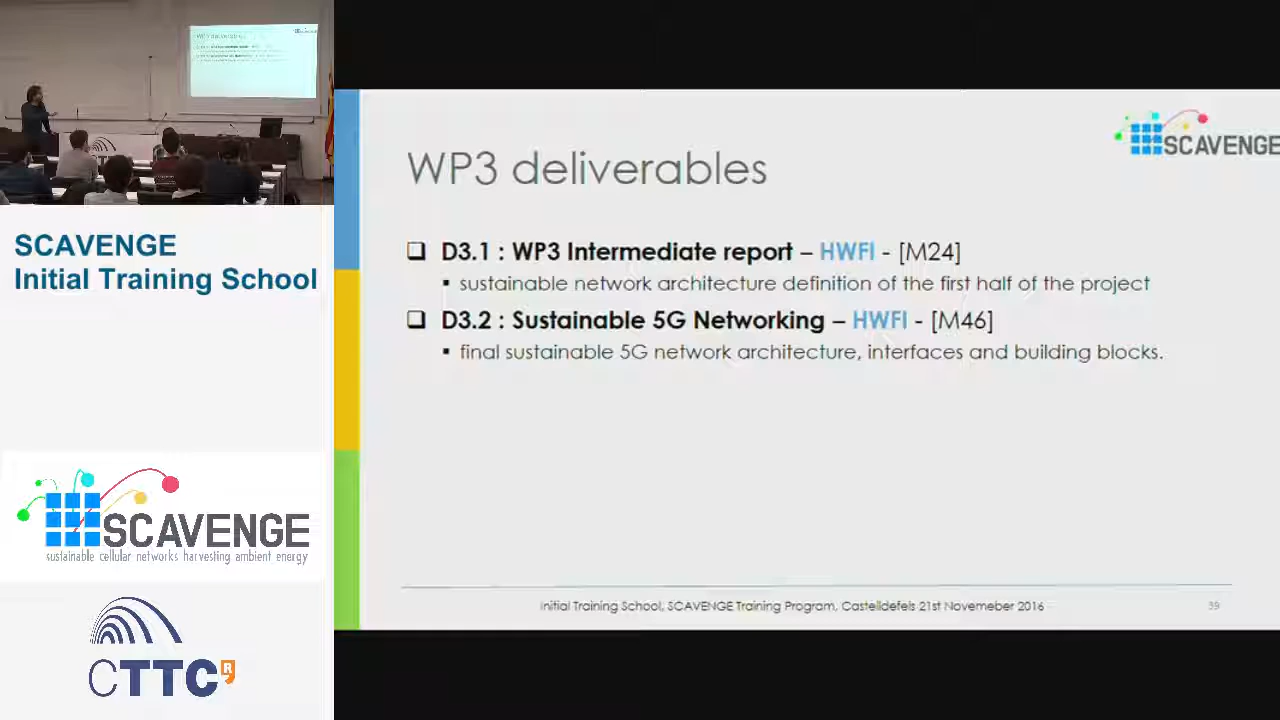 SCAVENGE
Initial Training School
SCAVENGE
sustainable cellular networks harvesting ambient energy
CTTC
R
SCAVENGE
WP3 deliverables
D3.1 : WP3 Intermediate report – HWFI - [M24]
sustainable network architecture definition of the first half of the project
D3.2 : Sustainable 5G Networking – HWFI - [M46]
final sustainable 5G network architecture, interfaces and building blocks.
Initial Training School, SCAVENGE Training Program, Castelldefels 21st Novemeber 2016
39